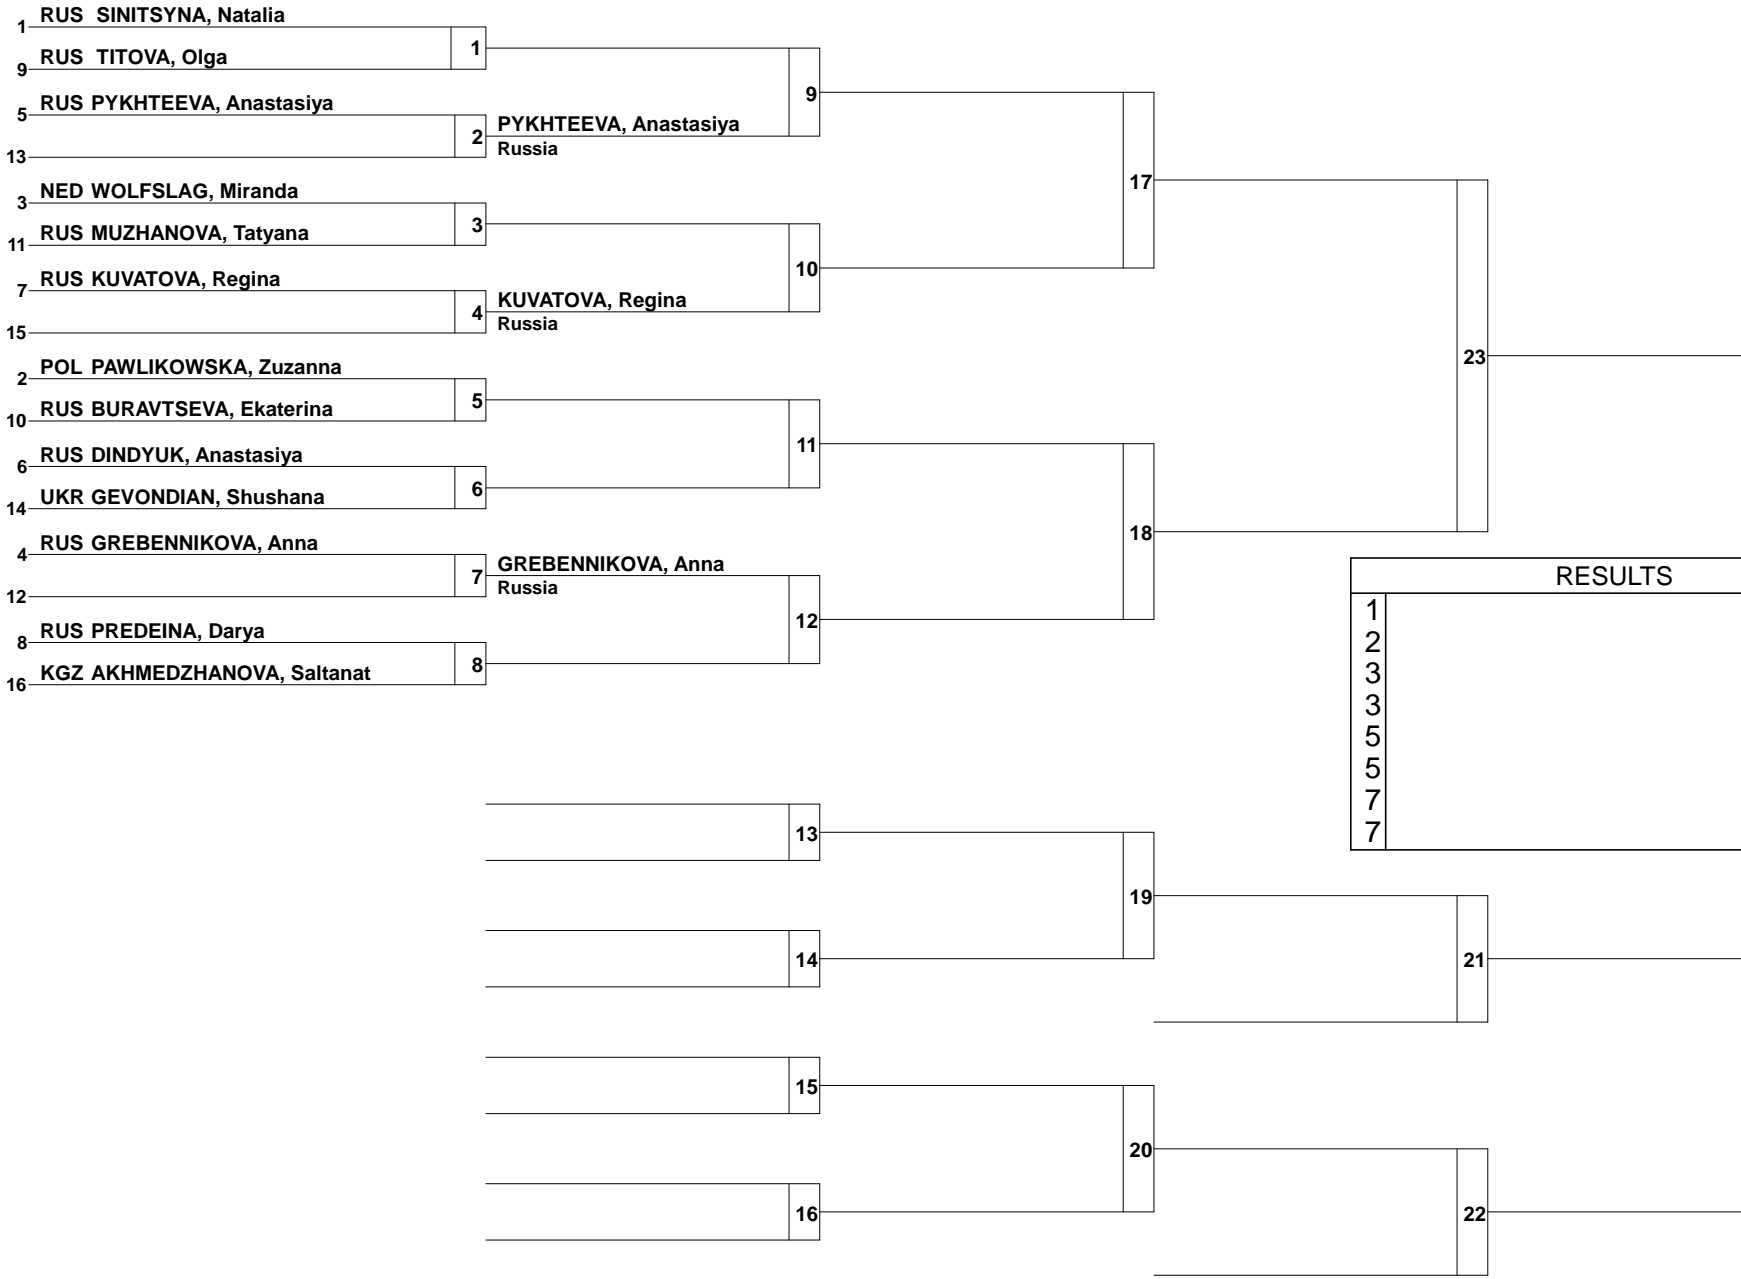 RUS SINITSYNA, Natalia
1
1
RUS TITOVA, Olga
9
9
RUS PYKHTEEVA, Anastasiya
5
2
PYKHTEEVA, Anastasiya
Russia
13
17
NED WOLFSLAG, Miranda
3
3
RUS MUZHANOVA, Tatyana
11
10
RUS KUVATOVA, Regina
7
4
KUVATOVA, Regina
Russia
15
23
POL PAWLIKOWSKA, Zuzanna
2
5
RUS BURAVTSEVA, Ekaterina
10
11
RUS DINDYUK, Anastasiya
6
6
UKR GEVONDIAN, Shushana
14
18
RUS GREBENNIKOVA, Anna
4
7
GREBENNIKOVA, Anna
Russia
12
12
RUS PREDEINA, Darya
8
8
KGZ AKHMEDZHANOVA, Saltanat
16
RESULTS
1
2
3
3
5
5
7
7
13
19
14
21
15
20
16
22